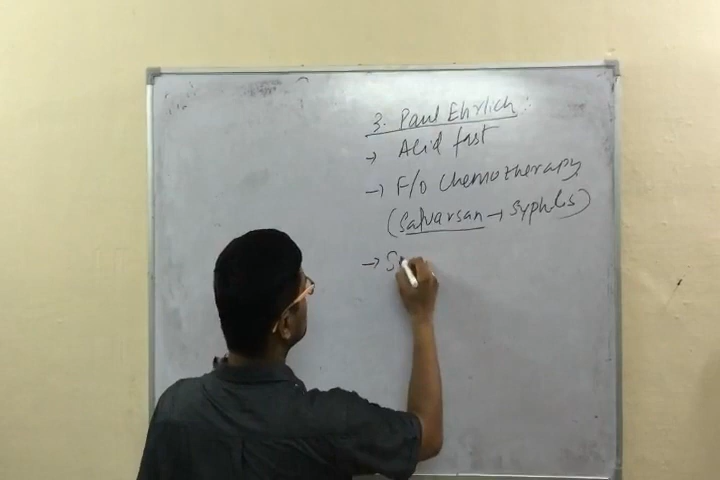 3. Paul Ehrlich :
→ Acid fast
→ F/O Chemotherapy
(Salvarsan → Syphilis)
→ S